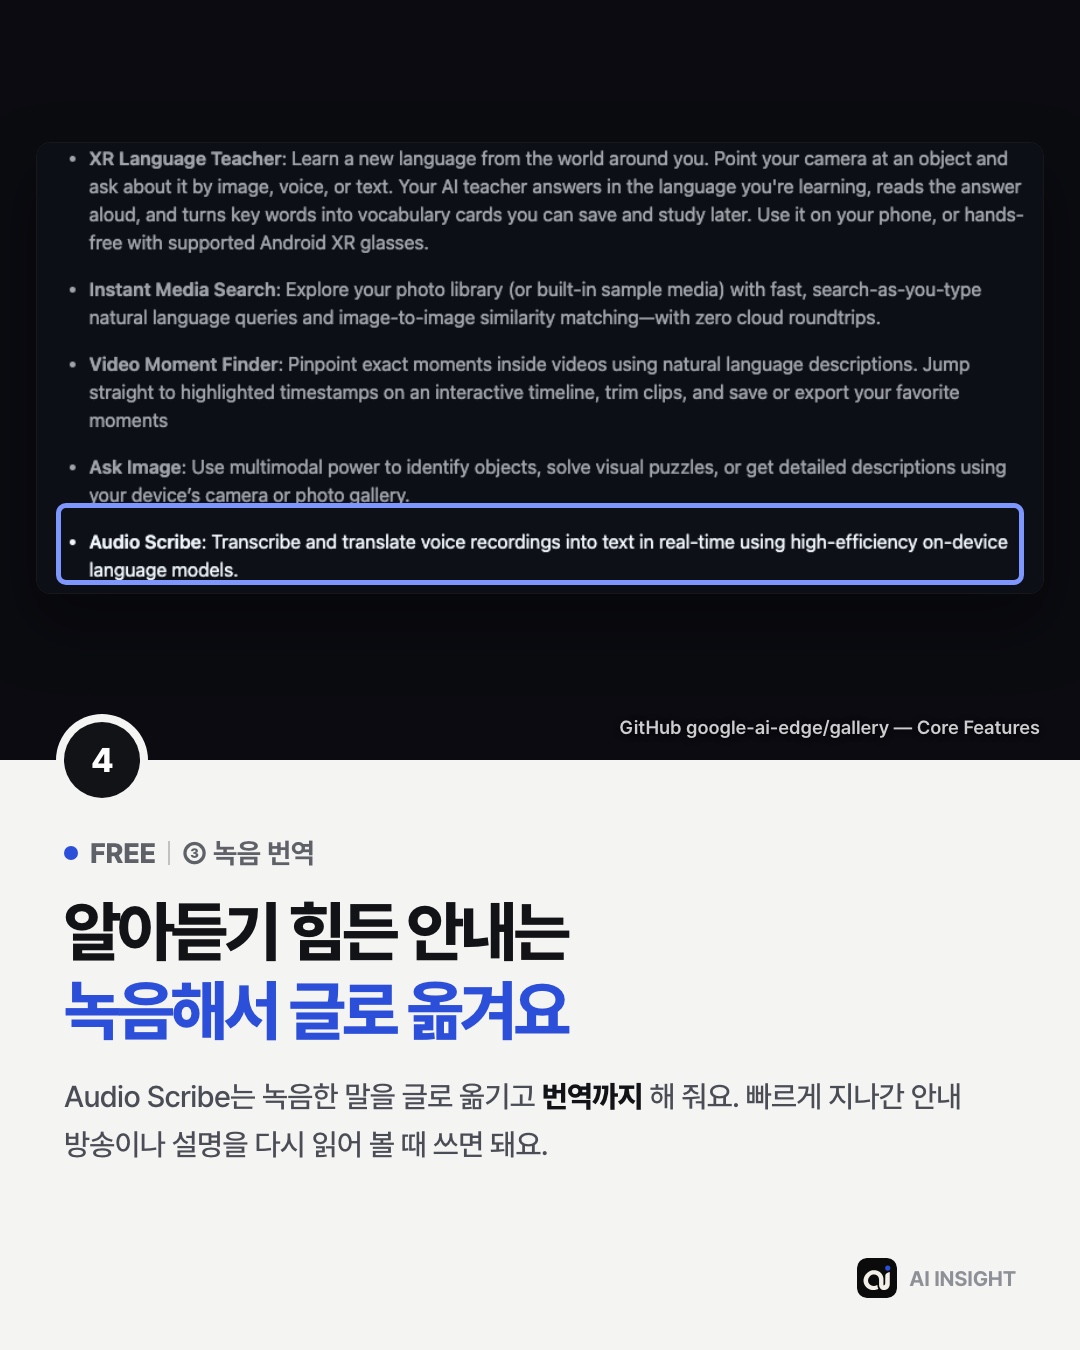 • XR Language Teacher: Learn a new language from the world around you. Point your camera at an object and
ask about it by image, voice, or text. Your AI teacher answers in the language you're learning, reads the answer
aloud, and turns key words into vocabulary cards you can save and study later. Use it on your phone, or hands-
free with supported Android XR glasses.
• Instant Media Search: Explore your photo library (or built-in sample media) with fast, search-as-you-type
natural language queries and image-to-image similarity matching—with zero cloud roundtrips.
• Video Moment Finder: Pinpoint exact moments inside videos using natural language descriptions. Jump
straight to highlighted timestamps on an interactive timeline, trim clips, and save or export your favorite
moments
• Ask Image: Use multimodal power to identify objects, solve visual puzzles, or get detailed descriptions using
your device’s camera or photo gallery.
• Audio Scribe: Transcribe and translate voice recordings into text in real-time using high-efficiency on-device
language models.
GitHub google-ai-edge/gallery — Core Features
4
FREE | ③ 녹음 번역
알아듣기 힘든 안내는
녹음해서 글로 옮겨요
Audio Scribe는 녹음한 말을 글로 옮기고 번역까지 해 줘요. 빠르게 지나간 안내
방송이나 설명을 다시 읽어 볼 때 쓰면 돼요.
ai AI INSIGHT